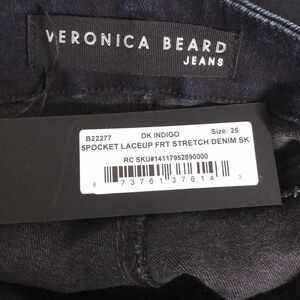 VERONICA BEARD
JEANS
B22277 DK INDIGO Size: 25
5POCKET LACEUP FRT STRETCH DENIM SK
RC SKU#14117952890000
6 73761 37614 3